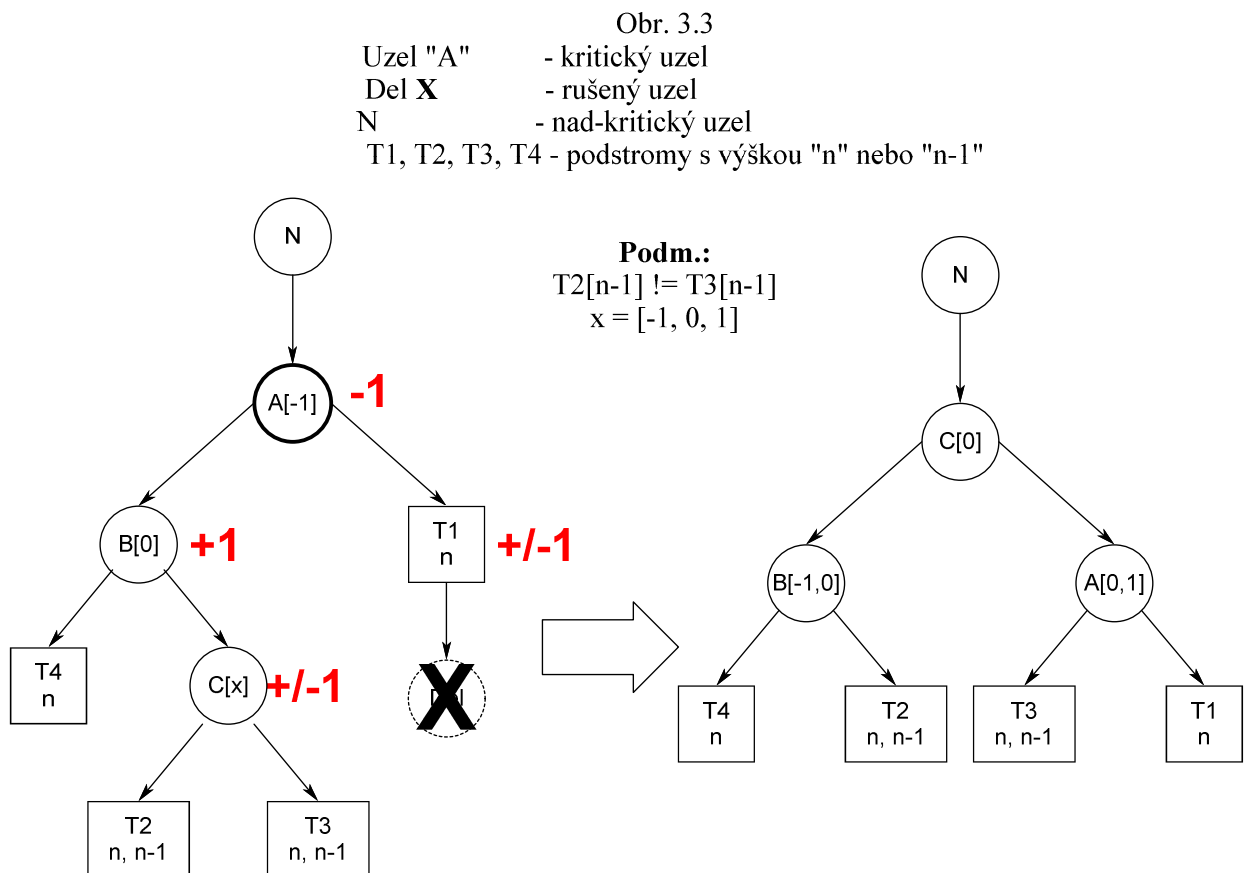 Obr. 3.3
Uzel "A" - kritický uzel
Del X - rušený uzel
N - nad-kritický uzel
T1, T2, T3, T4 - podstromy s výškou "n" nebo "n-1"
N
Podm.:
T2[n-1] != T3[n-1]
x = [-1, 0, 1]
N
A[-1]
-1
C[0]
B[0]
+1
T1
n
+/-1
B[-1,0]
A[0,1]
T4
n
C[x]
+/-1
X
T4
n
T2
n, n-1
T3
n, n-1
T1
n
T2
n, n-1
T3
n, n-1